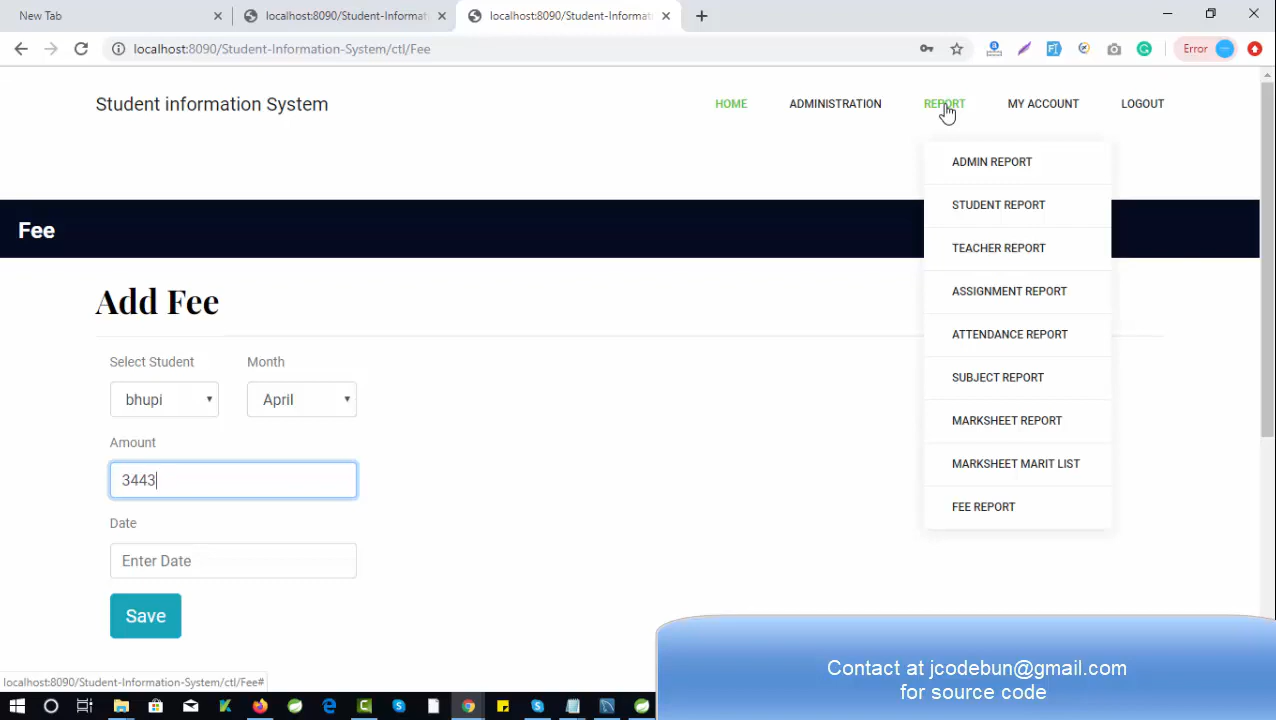 New Tab
localhost:8090/Student-Informat
localhost:8090/Student-Informat
localhost:8090/Student-Information-System/ctl/Fee
Error
Student information System
HOME
ADMINISTRATION
REPORT
MY ACCOUNT
LOGOUT
ADMIN REPORT
STUDENT REPORT
TEACHER REPORT
ASSIGNMENT REPORT
ATTENDANCE REPORT
SUBJECT REPORT
MARKSHEET REPORT
MARKSHEET MARIT LIST
FEE REPORT
Fee
Add Fee
Select Student
Month
bhupi
April
Amount
3443
Date
Enter Date
Save
localhost:8090/Student-Information-System/ctl/Fee#
Contact at jcodebun@gmail.com
for source code